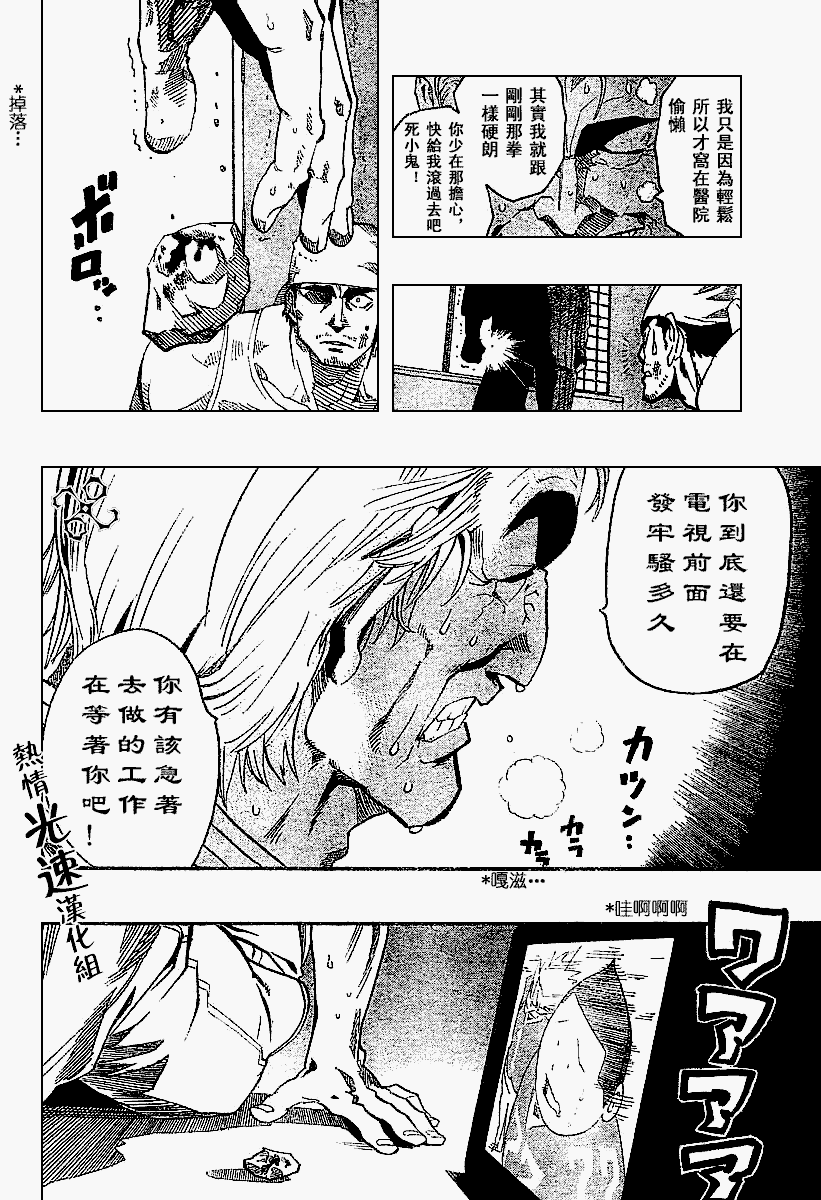 我只是因為輕鬆
所以才窩在醫院
偷懶
其實我就跟
剛剛那拳
一樣硬朗
你少在那擔心，
快給我滾過去吧
死小鬼！
ボロッ…
*掉落…
你到底還要在
電視前面
發牢騷多久
你有該急著
去做的工作
在等著你吧！
カツン…
カラカラ
*嘎滋…
熱情光速漢化組
*哇啊啊啊
ワァァァ